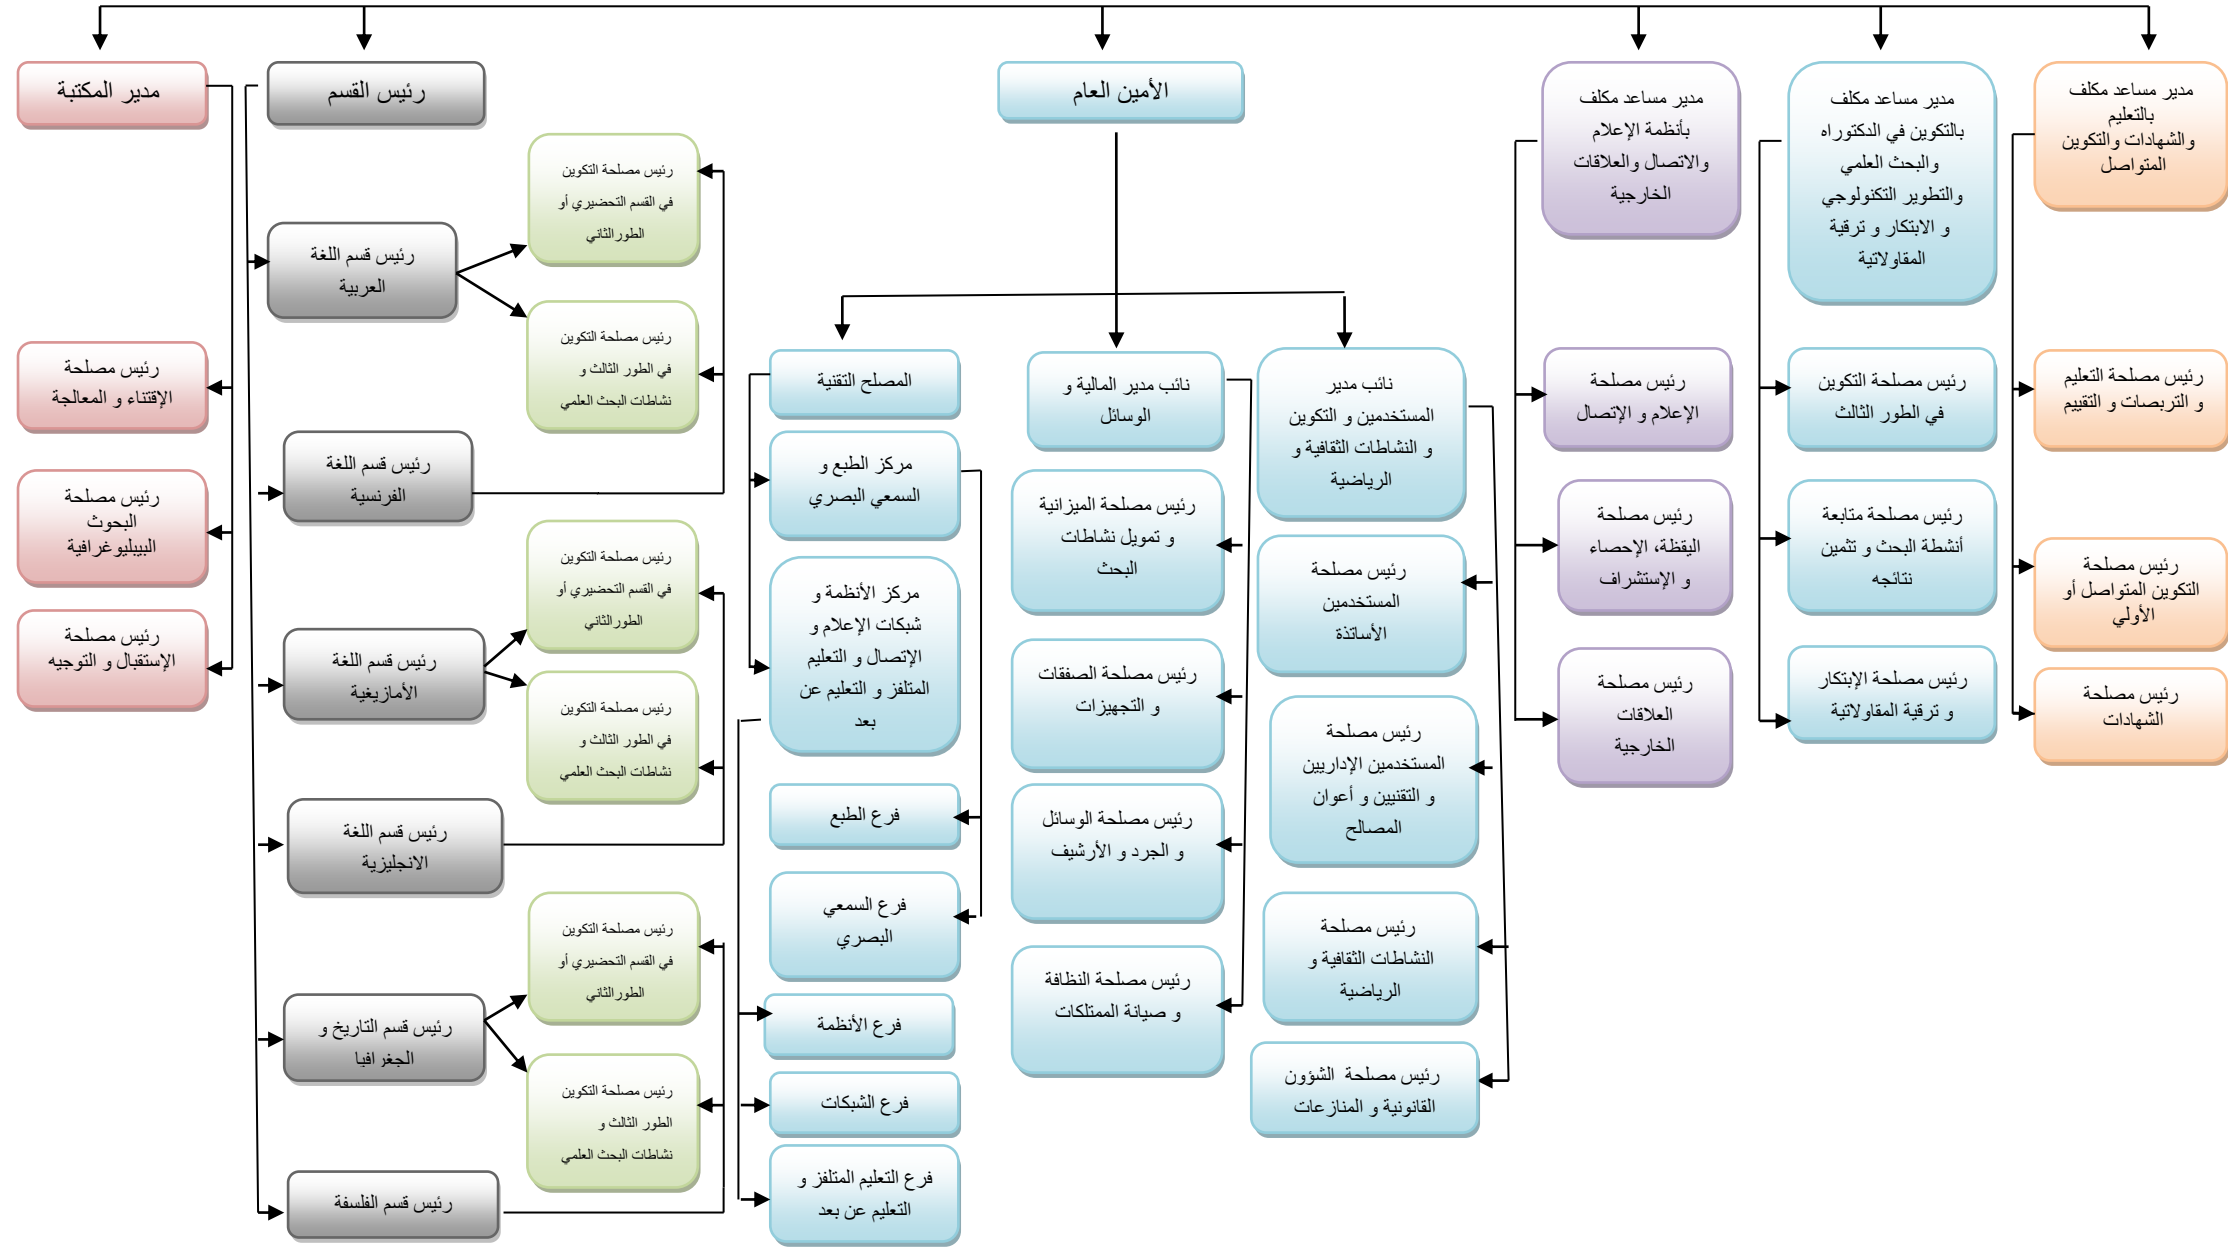 مدير مساعد مكلف
بالتعليم
والشهادات والتكوين
المتواصل
رئيس مصلحة التعليم
و التربصات و التقييم
رئيس مصلحة
التكوين المتواصل أو
الأولي
رئيس مصلحة
الشهادات
مدير مساعد مكلف
بالتكوين في الدكتوراه
والبحث العلمي
والتطوير التكنولوجي
و الابتكار و ترقية
المقاولاتية
رئيس مصلحة التكوين
في الطور الثالث
رئيس مصلحة متابعة
أنشطة البحث و تثمين
نتائجه
رئيس مصلحة الإبتكار
و ترقية المقاولاتية
مدير مساعد مكلف
بأنظمة الإعلام
والاتصال والعلاقات
الخارجية
رئيس مصلحة
الإعلام و الإتصال
رئيس مصلحة
اليقظة، الإحصاء
و الإستشراف
رئيس مصلحة
العلاقات
الخارجية
الأمين العام
نائب مدير
المستخدمين و التكوين
و النشاطات الثقافية و
الرياضية
رئيس مصلحة
المستخدمين
الأساتذة
رئيس مصلحة
المستخدمين الإداريين
و التقنيين و أعوان
المصالح
رئيس مصلحة
النشاطات الثقافية و
الرياضية
رئيس مصلحة الشؤون
القانونية و المنازعات
نائب مدير المالية و
الوسائل
رئيس مصلحة الميزانية
و تمويل نشاطات
البحث
رئيس مصلحة الصفقات
و التجهيزات
رئيس مصلحة الوسائل
و الجرد و الأرشيف
رئيس مصلحة النظافة
و صيانة الممتلكات
المصلح التقنية
مركز الطبع و
السمعي البصري
مركز الأنظمة و
شبكات الإعلام و
الإتصال و التعليم
المتلفز و التعليم عن
بعد
فرع الطبع
فرع السمعي
البصري
فرع الأنظمة
فرع الشبكات
فرع التعليم المتلفز و
التعليم عن بعد
رئيس القسم
رئيس قسم اللغة
العربية
رئيس قسم اللغة
الفرنسية
رئيس قسم اللغة
الأمازيغية
رئيس قسم اللغة
الانجليزية
رئيس قسم التاريخ و
الجغرافيا
رئيس قسم الفلسفة
رئيس مصلحة التكوين
في القسم التحضيري أو
الطورالثاني
رئيس مصلحة التكوين
في الطور الثالث و
نشاطات البحث العلمي
رئيس مصلحة التكوين
في القسم التحضيري أو
الطورالثاني
رئيس مصلحة التكوين
في الطور الثالث و
نشاطات البحث العلمي
رئيس مصلحة التكوين
في القسم التحضيري أو
الطورالثاني
رئيس مصلحة التكوين
الطور الثالث و
نشاطات البحث العلمي
مدير المكتبة
رئيس مصلحة
الإقتناء و المعالجة
رئيس مصلحة
البحوث
البيبليوغرافية
رئيس مصلحة
الإستقبال و التوجيه